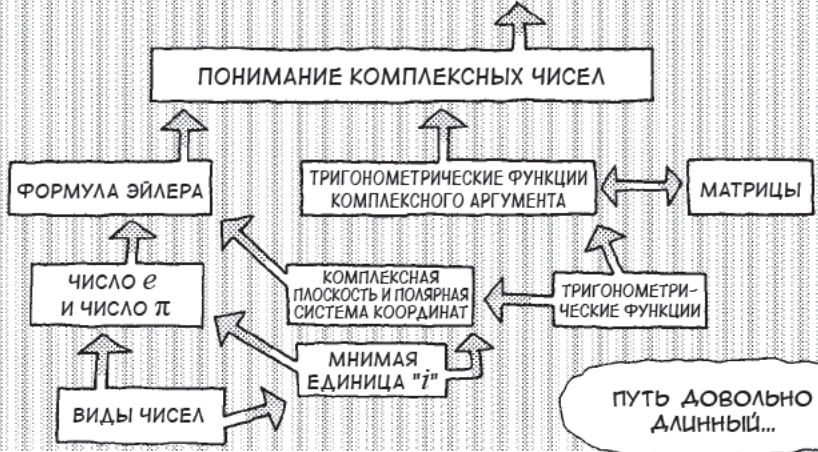 ПОНИМАНИЕ КОМПЛЕКСНЫХ ЧИСЕЛ
ФОРМУЛА ЭЙЛЕРА
ТРИГОНОМЕТРИЧЕСКИЕ ФУНКЦИИ
КОМПЛЕКСНОГО АРГУМЕНТА
МАТРИЦЫ
ЧИСЛО e
И ЧИСЛО π
КОМПЛЕКСНАЯ
ПЛОСКОСТЬ И ПОЛЯРНАЯ
СИСТЕМА КООРДИНАТ
ТРИГОНОМЕТРИ-
ЧЕСКИЕ ФУНКЦИИ
МНИМАЯ
ЕДИНИЦА "i"
ВИДЫ ЧИСЕЛ
ПУТЬ ДОВОЛЬНО
ДЛИННЫЙ...